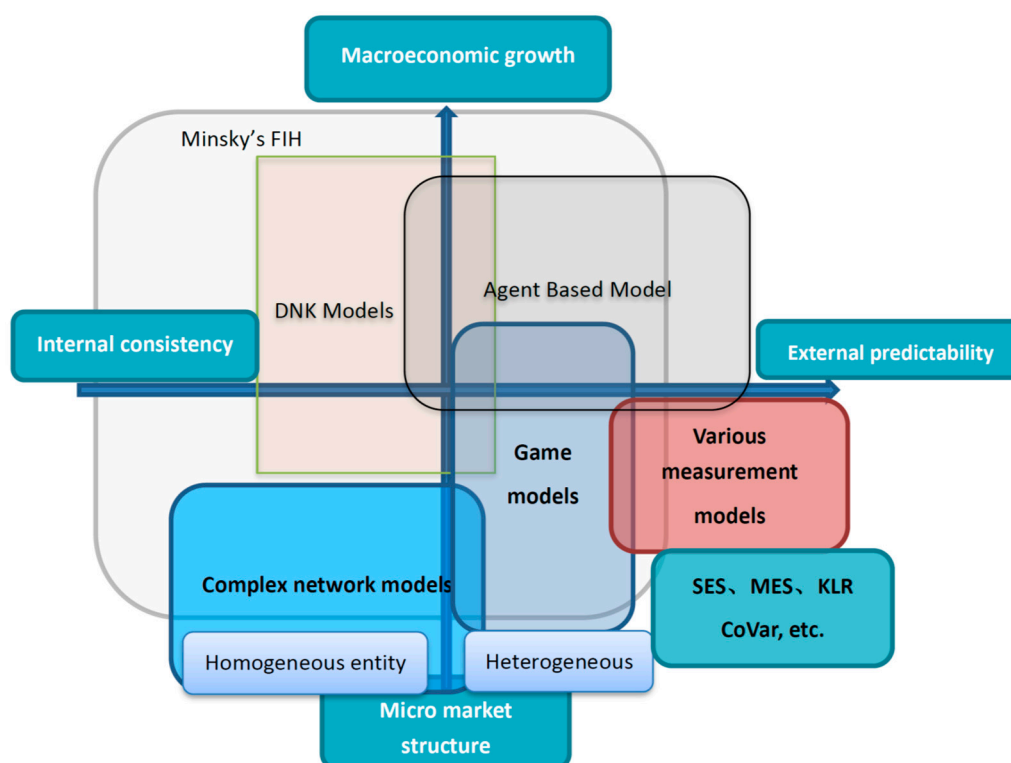 Macroeconomic growth
Minsky’s FIH
Agent Based Model
DNK Models
Internal consistency
External predictability
Game
models
Various
measurement
models
Complex network models
SES、MES、KLR
CoVar, etc.
Homogeneous entity
Heterogeneous
Micro market
structure